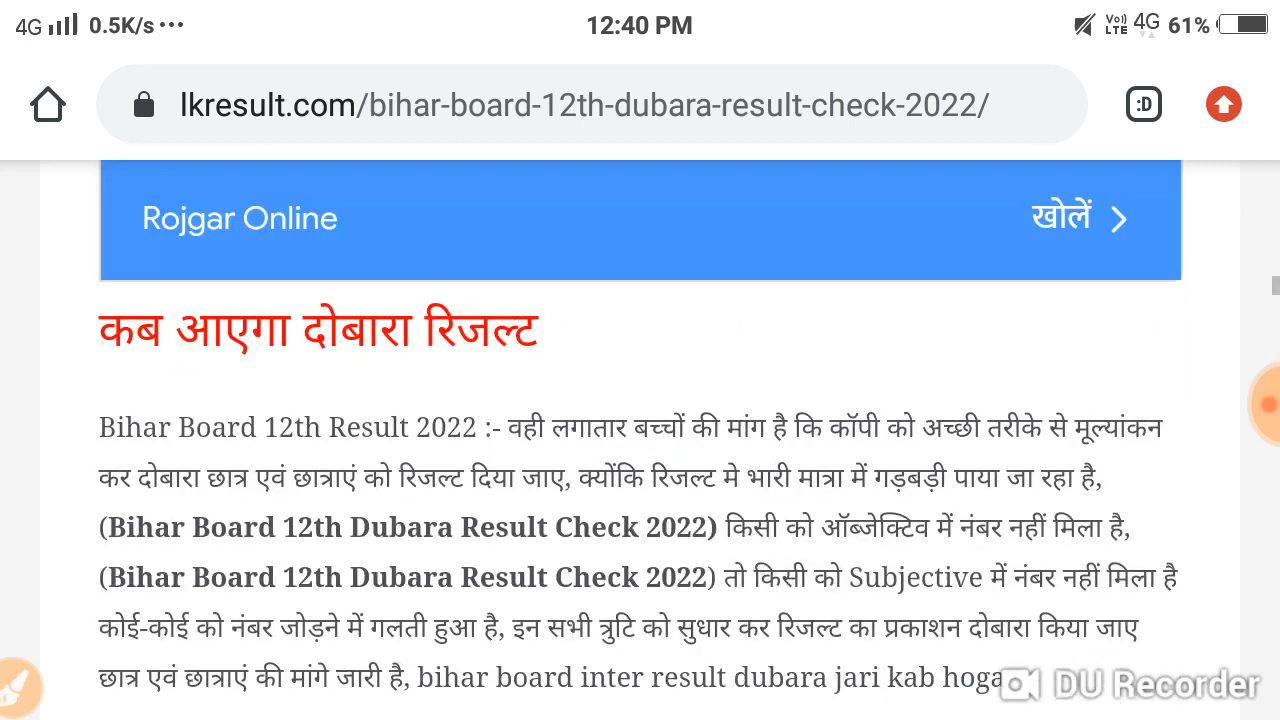 4G 0.5K/s ··· 12:40 PM Vo) LTE 4G 61%
lkresult.com/bihar-board-12th-dubara-result-check-2022/ :D
Rojgar Online खोलें
कब आएगा दोबारा रिजल्ट
Bihar Board 12th Result 2022 :- वही लगातार बच्चों की मांग है कि कॉपी को अच्छी तरीके से मूल्यांकन
कर दोबारा छात्र एवं छात्राएं को रिजल्ट दिया जाए, क्योंकि रिजल्ट मे भारी मात्रा में गड़बड़ी पाया जा रहा है,
(Bihar Board 12th Dubara Result Check 2022) किसी को ऑब्जेक्टिव में नंबर नहीं मिला है,
(Bihar Board 12th Dubara Result Check 2022) तो किसी को Subjective में नंबर नहीं मिला है
कोई-कोई को नंबर जोड़ने में गलती हुआ है, इन सभी त्रुटि को सुधार कर रिजल्ट का प्रकाशन दोबारा किया जाए
छात्र एवं छात्राएं की मांगे जारी है, bihar board inter result dubara jari kab hoga
DU Recorder